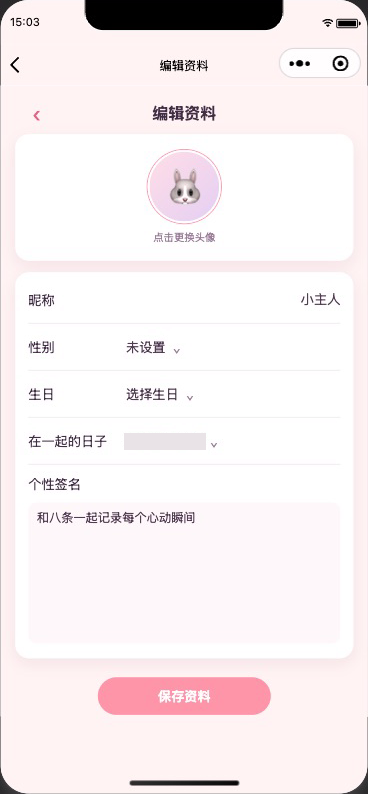 15:03
编辑资料
编辑资料
点击更换头像
昵称 小主人
性别 未设置
生日 选择生日
在一起的日子
个性签名
和八条一起记录每个心动瞬间
保存资料